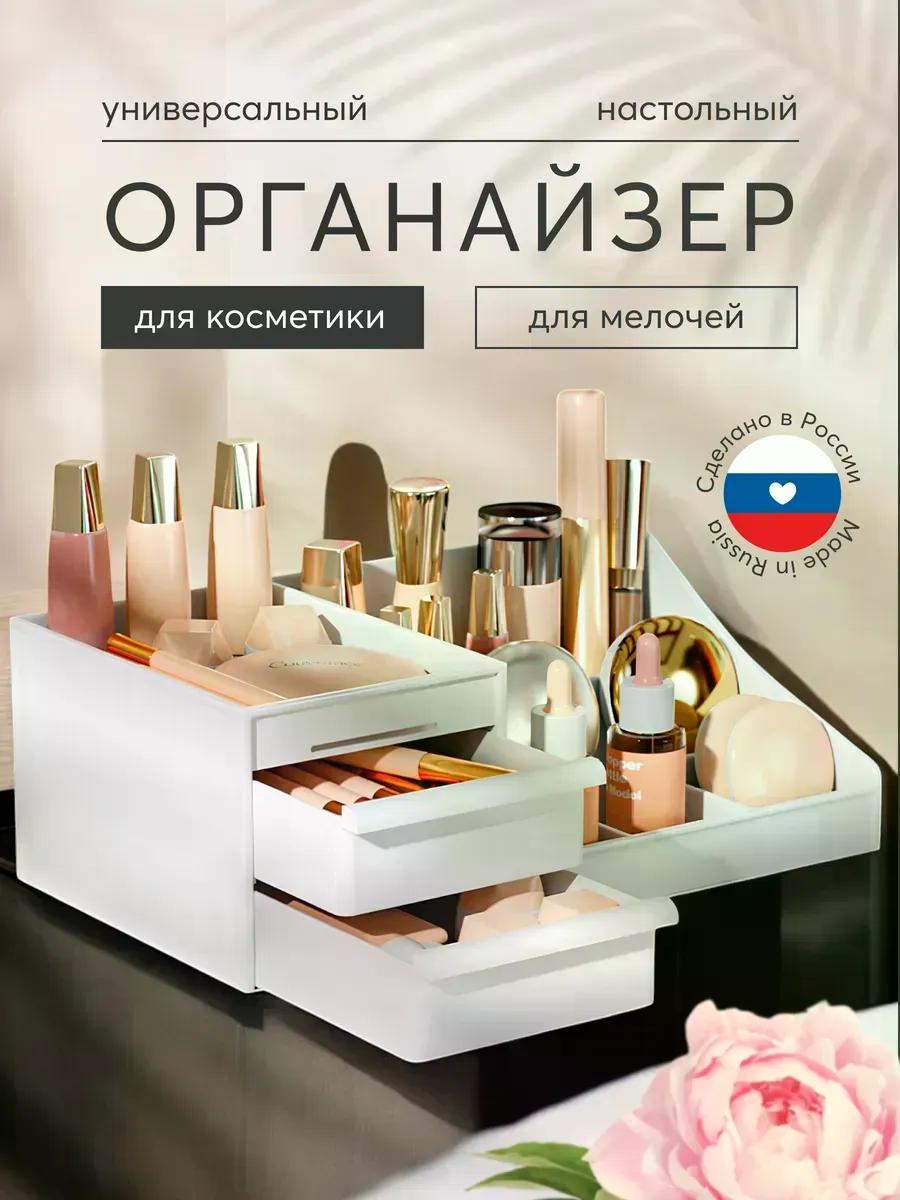 универсальный настольный
ОРГАНАЙЗЕР
для косметики для мелочей
Сделано в России
Made in Russia